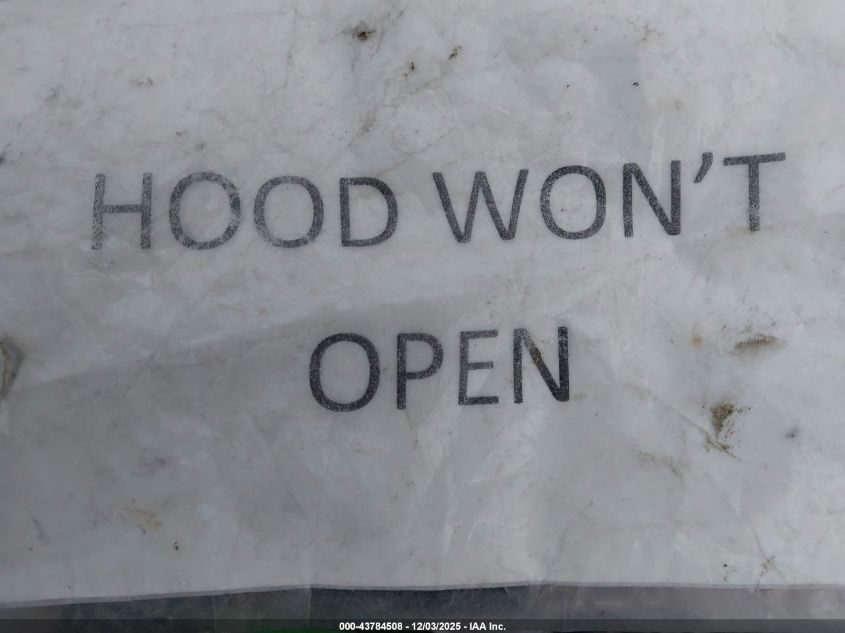 HOOD WON'T
OPEN
000-43784508 - 12/03/2025 - IAA Inc.